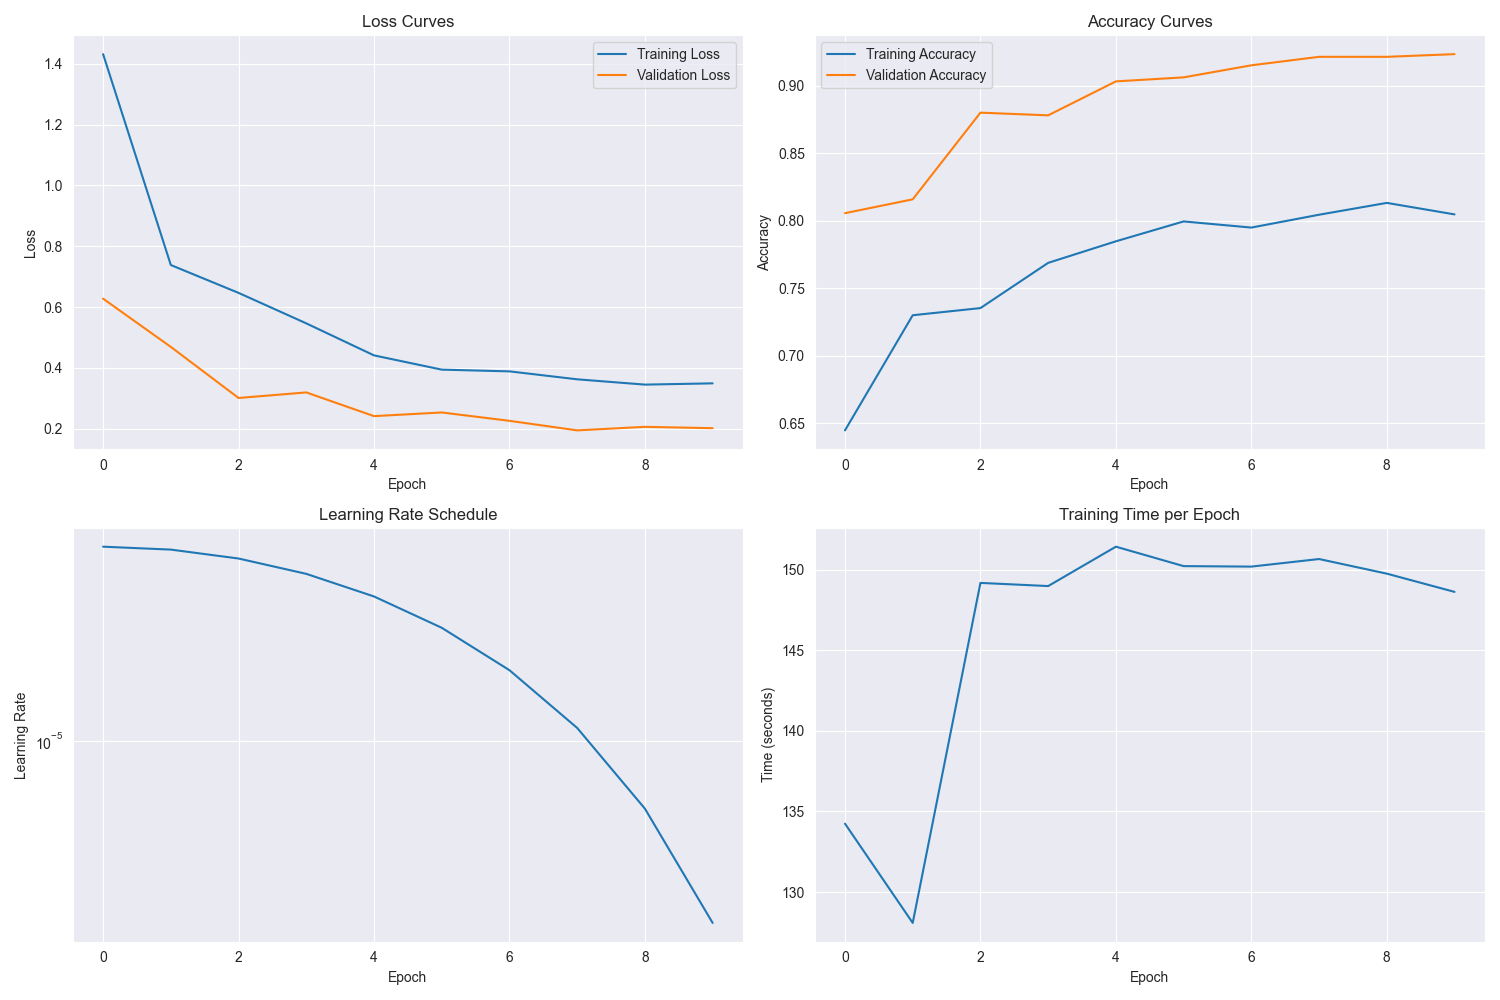 Loss Curves
Training Loss
Validation Loss
1.4
1.2
1.0
0.8
0.6
0.4
0.2
Loss
0 2 4 6 8
Epoch
Accuracy Curves
Training Accuracy
Validation Accuracy
0.90
0.85
0.80
0.75
0.70
0.65
Accuracy
0 2 4 6 8
Epoch
Learning Rate Schedule
10⁻⁵
Learning Rate
0 2 4 6 8
Epoch
Training Time per Epoch
150
145
140
135
130
Time (seconds)
0 2 4 6 8
Epoch